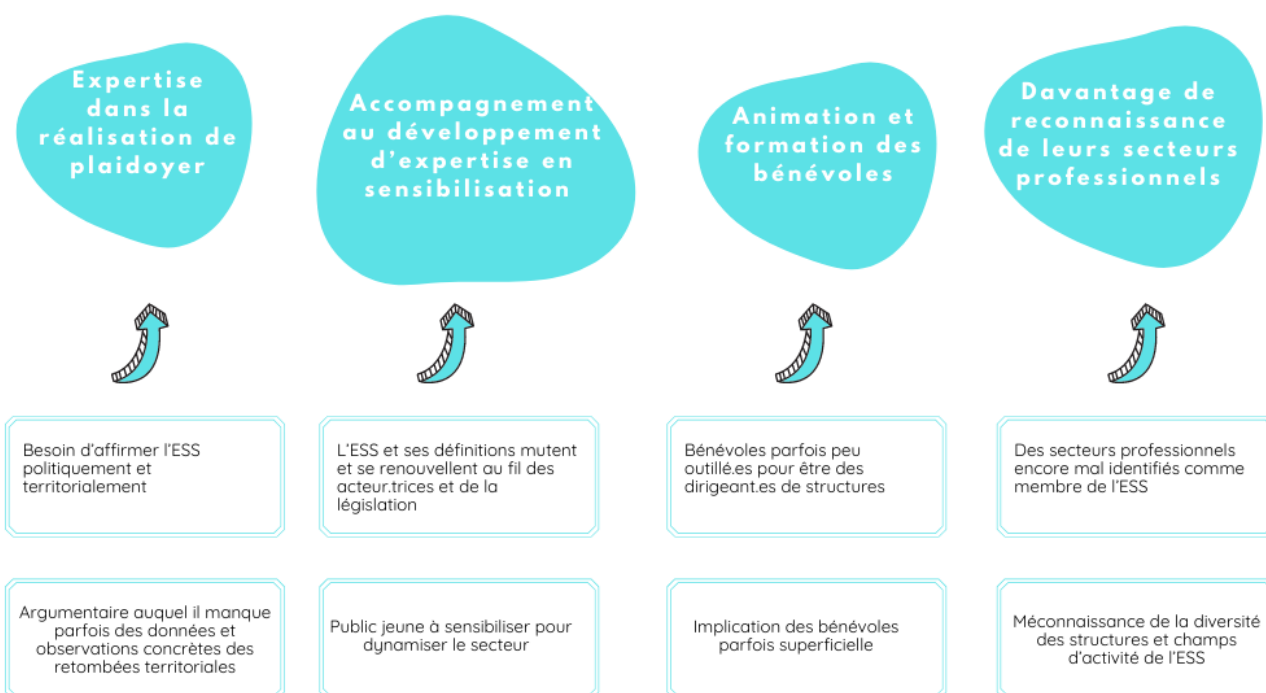 Expertise
dans la
réalisation de
plaidoyer
Accompagnement
au développement
d'expertise en
sensibilisation
Animation et
formation des
bénévoles
Davantage de
reconnaissance
de leurs secteurs
professionnels
Besoin d'affirmer l'ESS
politiquement et
territorialement
L'ESS et ses définitions mutent
et se renouvellent au fil des
acteur.trices et de la
législation
Bénévoles parfois peu
outillé.es pour être des
dirigeant.es de structures
Des secteurs professionnels
encore mal identifiés comme
membre de l'ESS
Argumentaire auquel il manque
parfois des données et
observations concrètes des
retombées territoriales
Public jeune à sensibiliser pour
dynamiser le secteur
Implication des bénévoles
parfois superficielle
Méconnaissance de la diversité
des structures et champs
d'activité de l'ESS